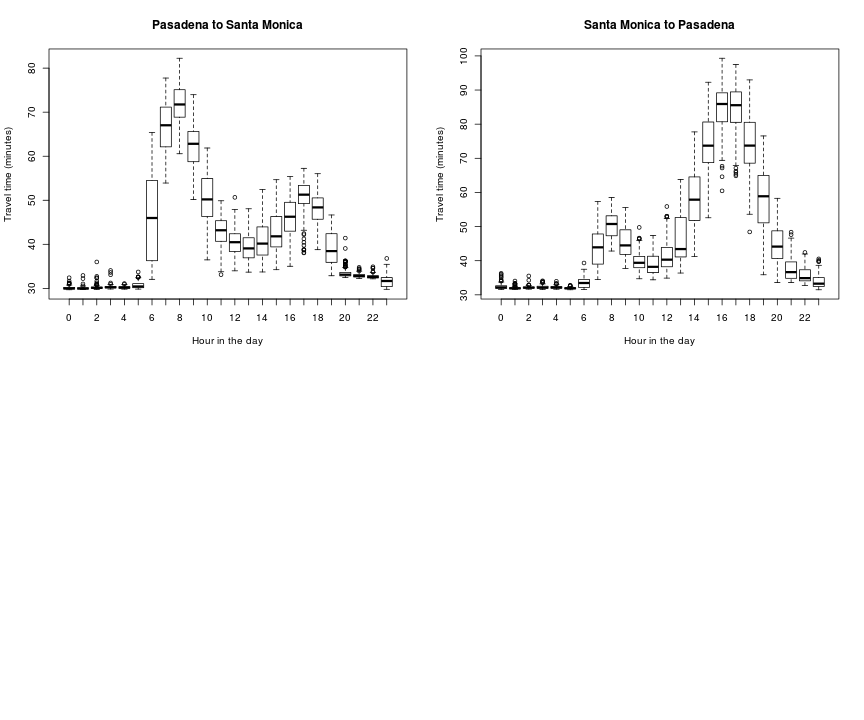 Pasadena to Santa Monica
Travel time (minutes)
80
70
60
50
40
30
0 2 4 6 8 10 12 14 16 18 20 22
Hour in the day
Santa Monica to Pasadena
Travel time (minutes)
100
90
80
70
60
50
40
30
0 2 4 6 8 10 12 14 16 18 20 22
Hour in the day